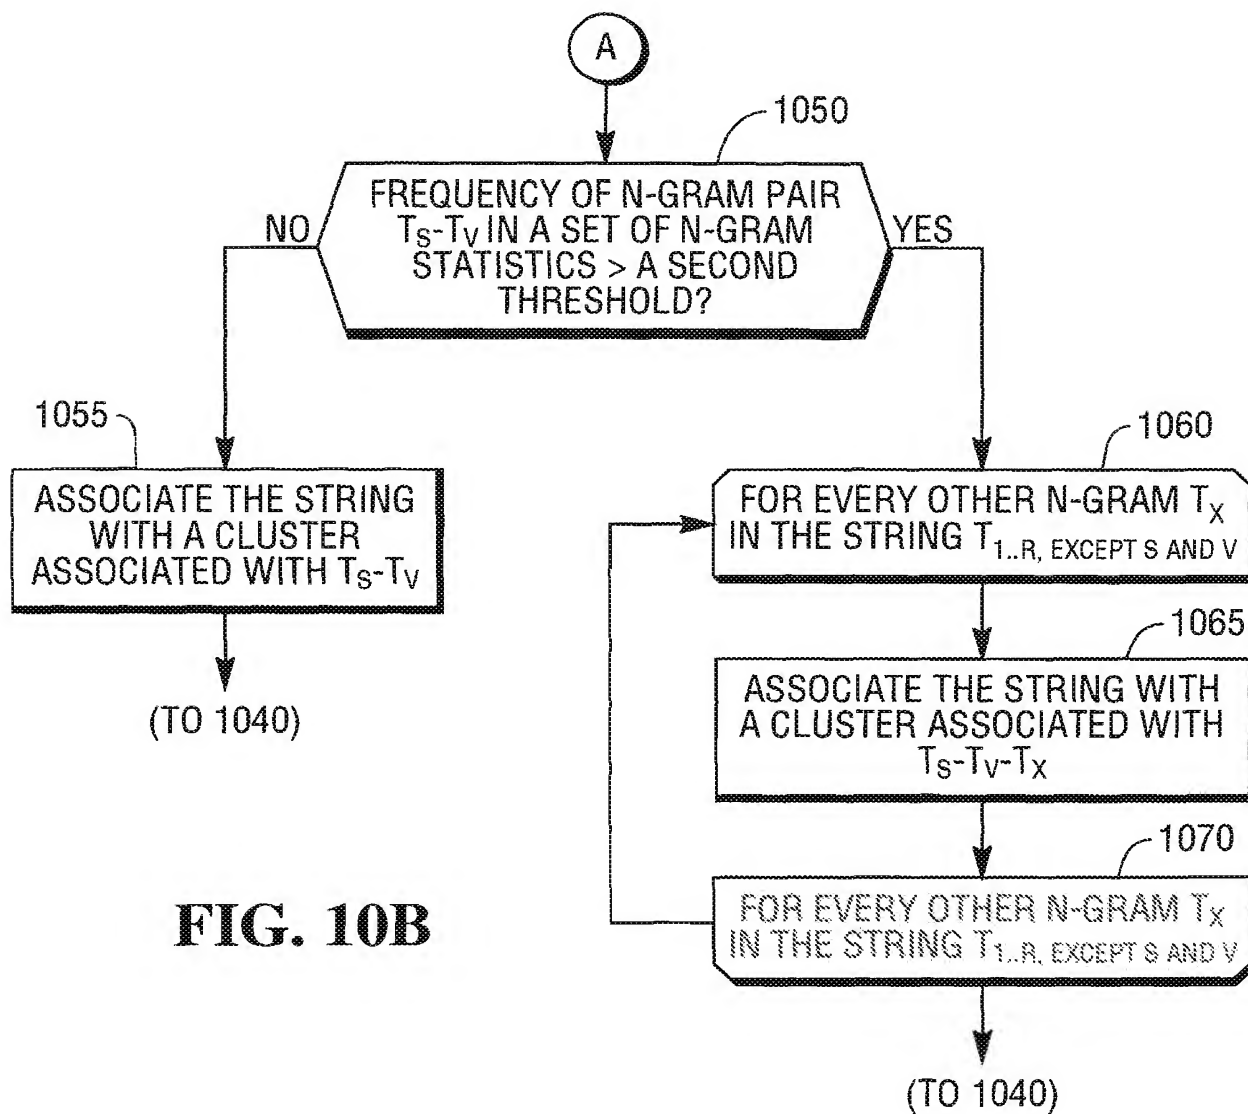 A
1050
FREQUENCY OF N-GRAM PAIR
TS-TV IN A SET OF N-GRAM
STATISTICS > A SECOND
THRESHOLD?
NO
YES
1055
ASSOCIATE THE STRING
WITH A CLUSTER
ASSOCIATED WITH TS-TV
(TO 1040)
1060
FOR EVERY OTHER N-GRAM TX
IN THE STRING T1..R, EXCEPT S AND V
1065
ASSOCIATE THE STRING WITH
A CLUSTER ASSOCIATED WITH
TS-TV-TX
1070
FOR EVERY OTHER N-GRAM TX
IN THE STRING T1..R, EXCEPT S AND V
(TO 1040)
FIG. 10B